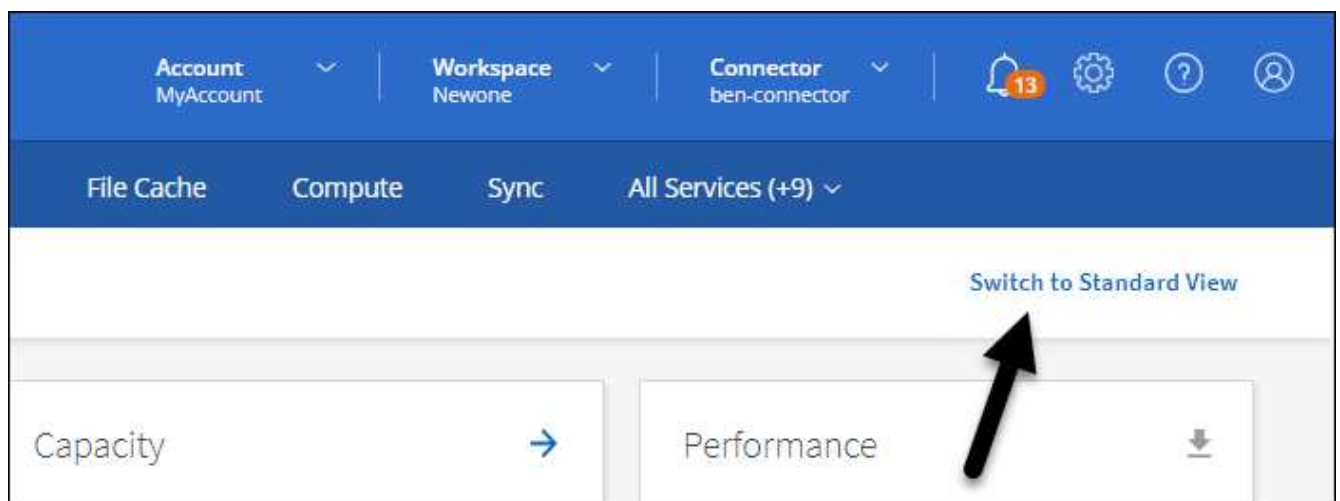 Account Workspace Connector
MyAccount Newone ben-connector
13
?
File Cache Compute Sync All Services (+9)
Switch to Standard View
Capacity Performance